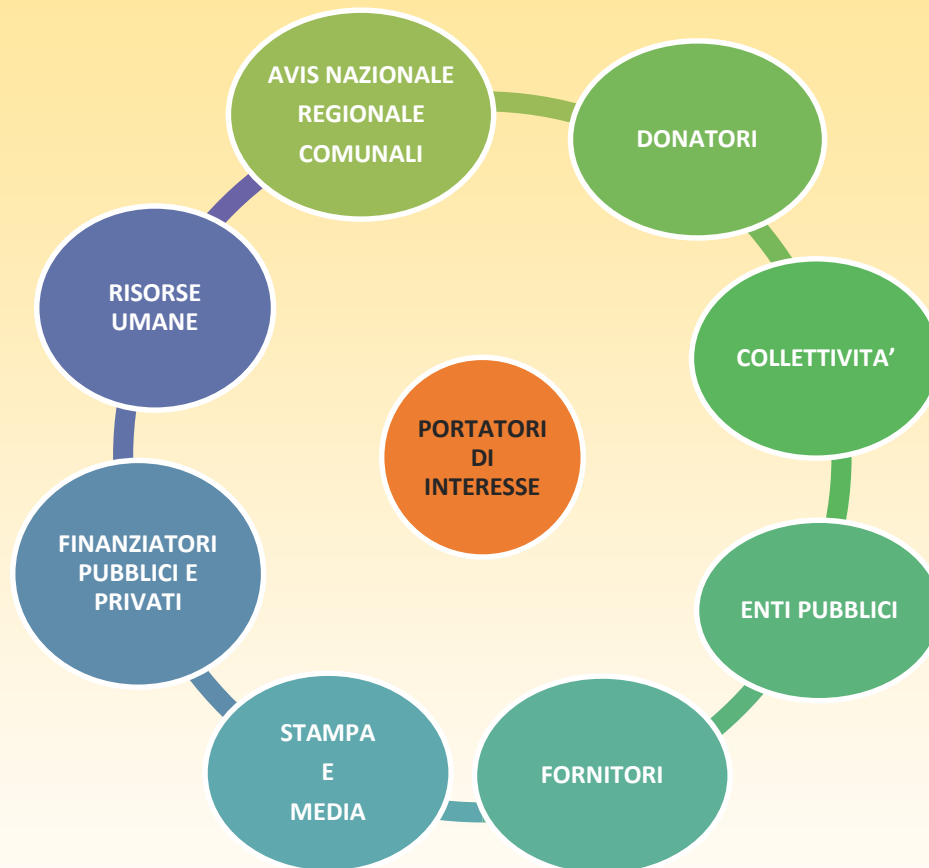 AVIS NAZIONALE
REGIONALE
COMUNALI
DONATORI
COLLETTIVITA’
ENTI PUBBLICI
FORNITORI
STAMPA
E
MEDIA
FINANZIATORI
PUBBLICI E
PRIVATI
RISORSE
UMANE
PORTATORI
DI
INTERESSE